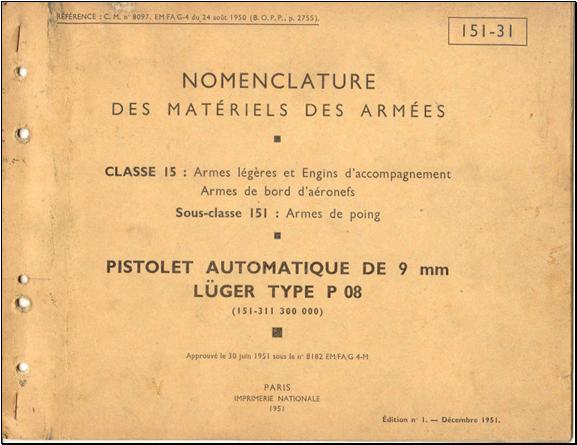 RÉFÉRENCE : C. M. n° 8097, EM/FA/G-4 du 24 août 1950 (B. O. P. P., p. 2755).
151-31
NOMENCLATURE
DES MATÉRIELS DES ARMÉES
CLASSE 15 : Armes légères et Engins d'accompagnement
Armes de bord d'aéronefs
Sous-classe 151 : Armes de poing
PISTOLET AUTOMATIQUE DE 9 mm
LÜGER TYPE P 08
(151-311 300 000)
Approuvé le 30 juin 1951 sous le n° 8182 EM/FA/G 4-M
PARIS
IMPRIMERIE NATIONALE
1951
Édition n° 1. — Décembre 1951.